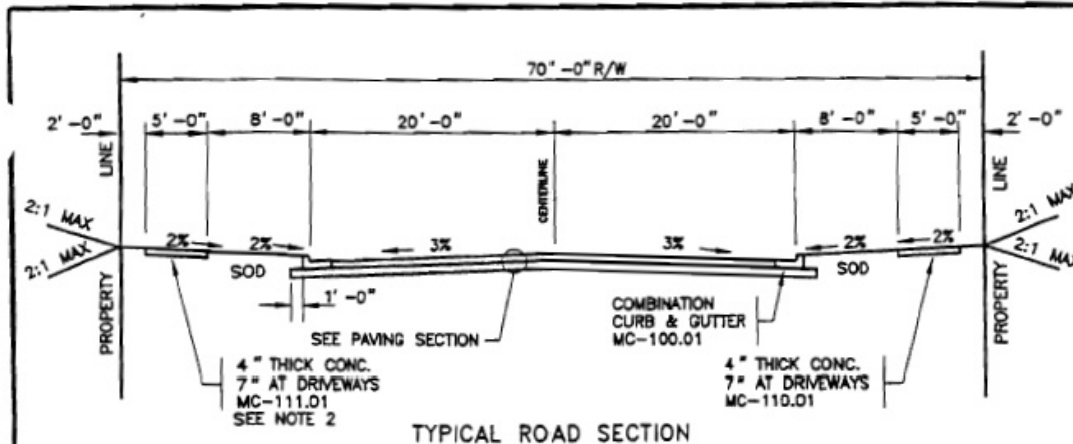 70' -0" R/W
2' -0" 5' -0" 8' -0" 20' -0" 20' -0" 8' -0" 5' -0" 2' -0"
LINE
CENTERLINE
LINE
2:1 MAX
2:1 MAX
2% 2% 3% 3% 2% 2%
2:1 MAX
2:1 MAX
SOD
SOD
1' -0"
PROPERTY
PROPERTY
SEE PAVING SECTION
COMBINATION
CURB & GUTTER
MC-100.01
4" THICK CONC.
7" AT DRIVEWAYS
MC-111.01
SEE NOTE 2
4" THICK CONC.
7" AT DRIVEWAYS
MC-110.01
TYPICAL ROAD SECTION